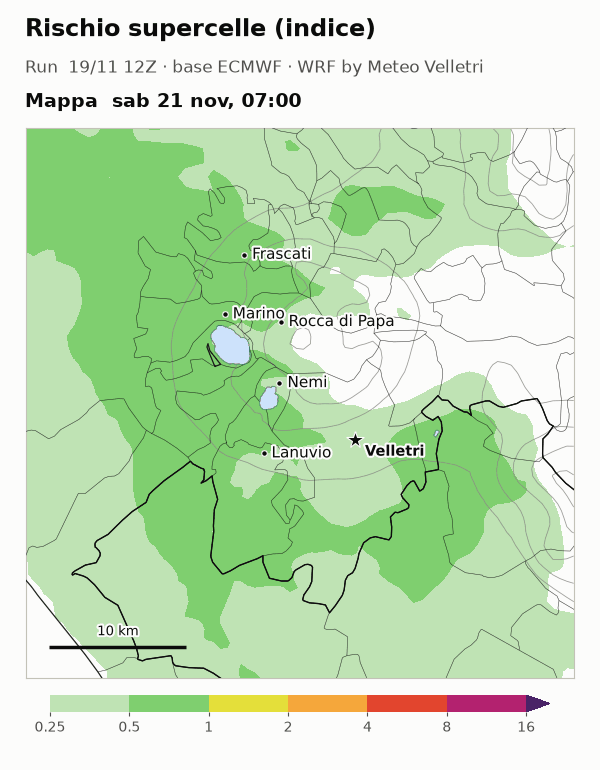 Rischio supercelle (indice)
Run 19/11 12Z · base ECMWF · WRF by Meteo Velletri
Mappa sab 21 nov, 07:00
Frascati
Marino
Rocca di Papa
Nemi
Velletri
Lanuvio
10 km
0.25 0.5 1 2 4 8 16